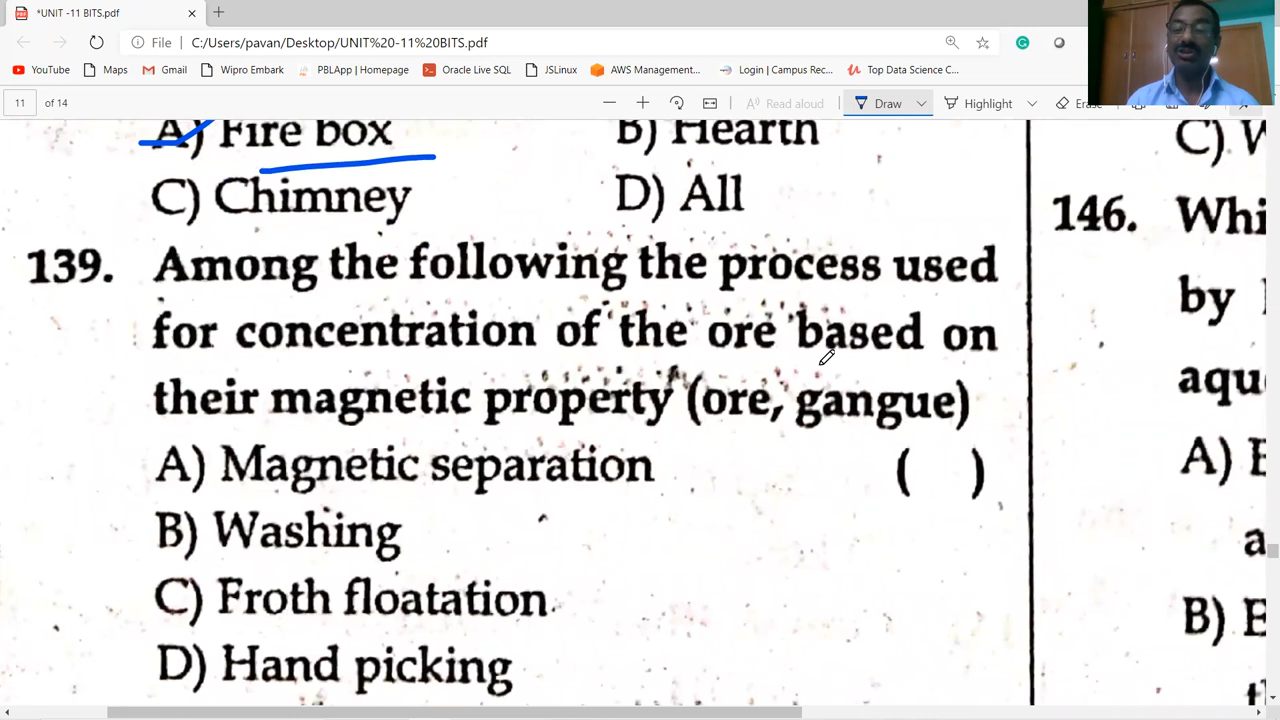 *UNIT -11 BITS.pdf
File C:/Users/pavan/Desktop/UNIT%20-11%20BITS.pdf
YouTube Maps Gmail Wipro Embark PBLApp | Homepage Oracle Live SQL JSLinux AWS Management... Login | Campus Rec... Top Data Science C...
11 of 14 Read aloud Draw Highlight Erase
A) Fire box B) Hearth
C) Chimney D) All
139. Among the following the process used
for concentration of the ore based on
their magnetic property (ore, gangue)
A) Magnetic separation ( )
B) Washing
C) Froth floatation
D) Hand picking
C) W
146. Whi
by
aqu
A) E
a
B) E
t